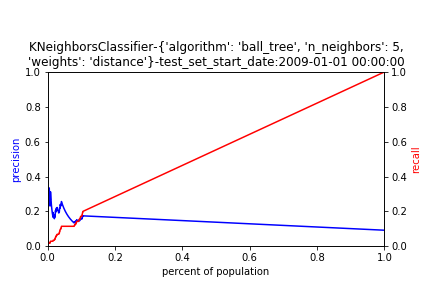 KNeighborsClassifier-{'algorithm': 'ball_tree', 'n_neighbors': 5,
'weights': 'distance'}-test_set_start_date:2009-01-01 00:00:00
1.0
0.8
0.6
0.4
0.2
0.0
precision
1.0
0.8
0.6
0.4
0.2
0.0
recall
0.0 0.2 0.4 0.6 0.8 1.0
percent of population